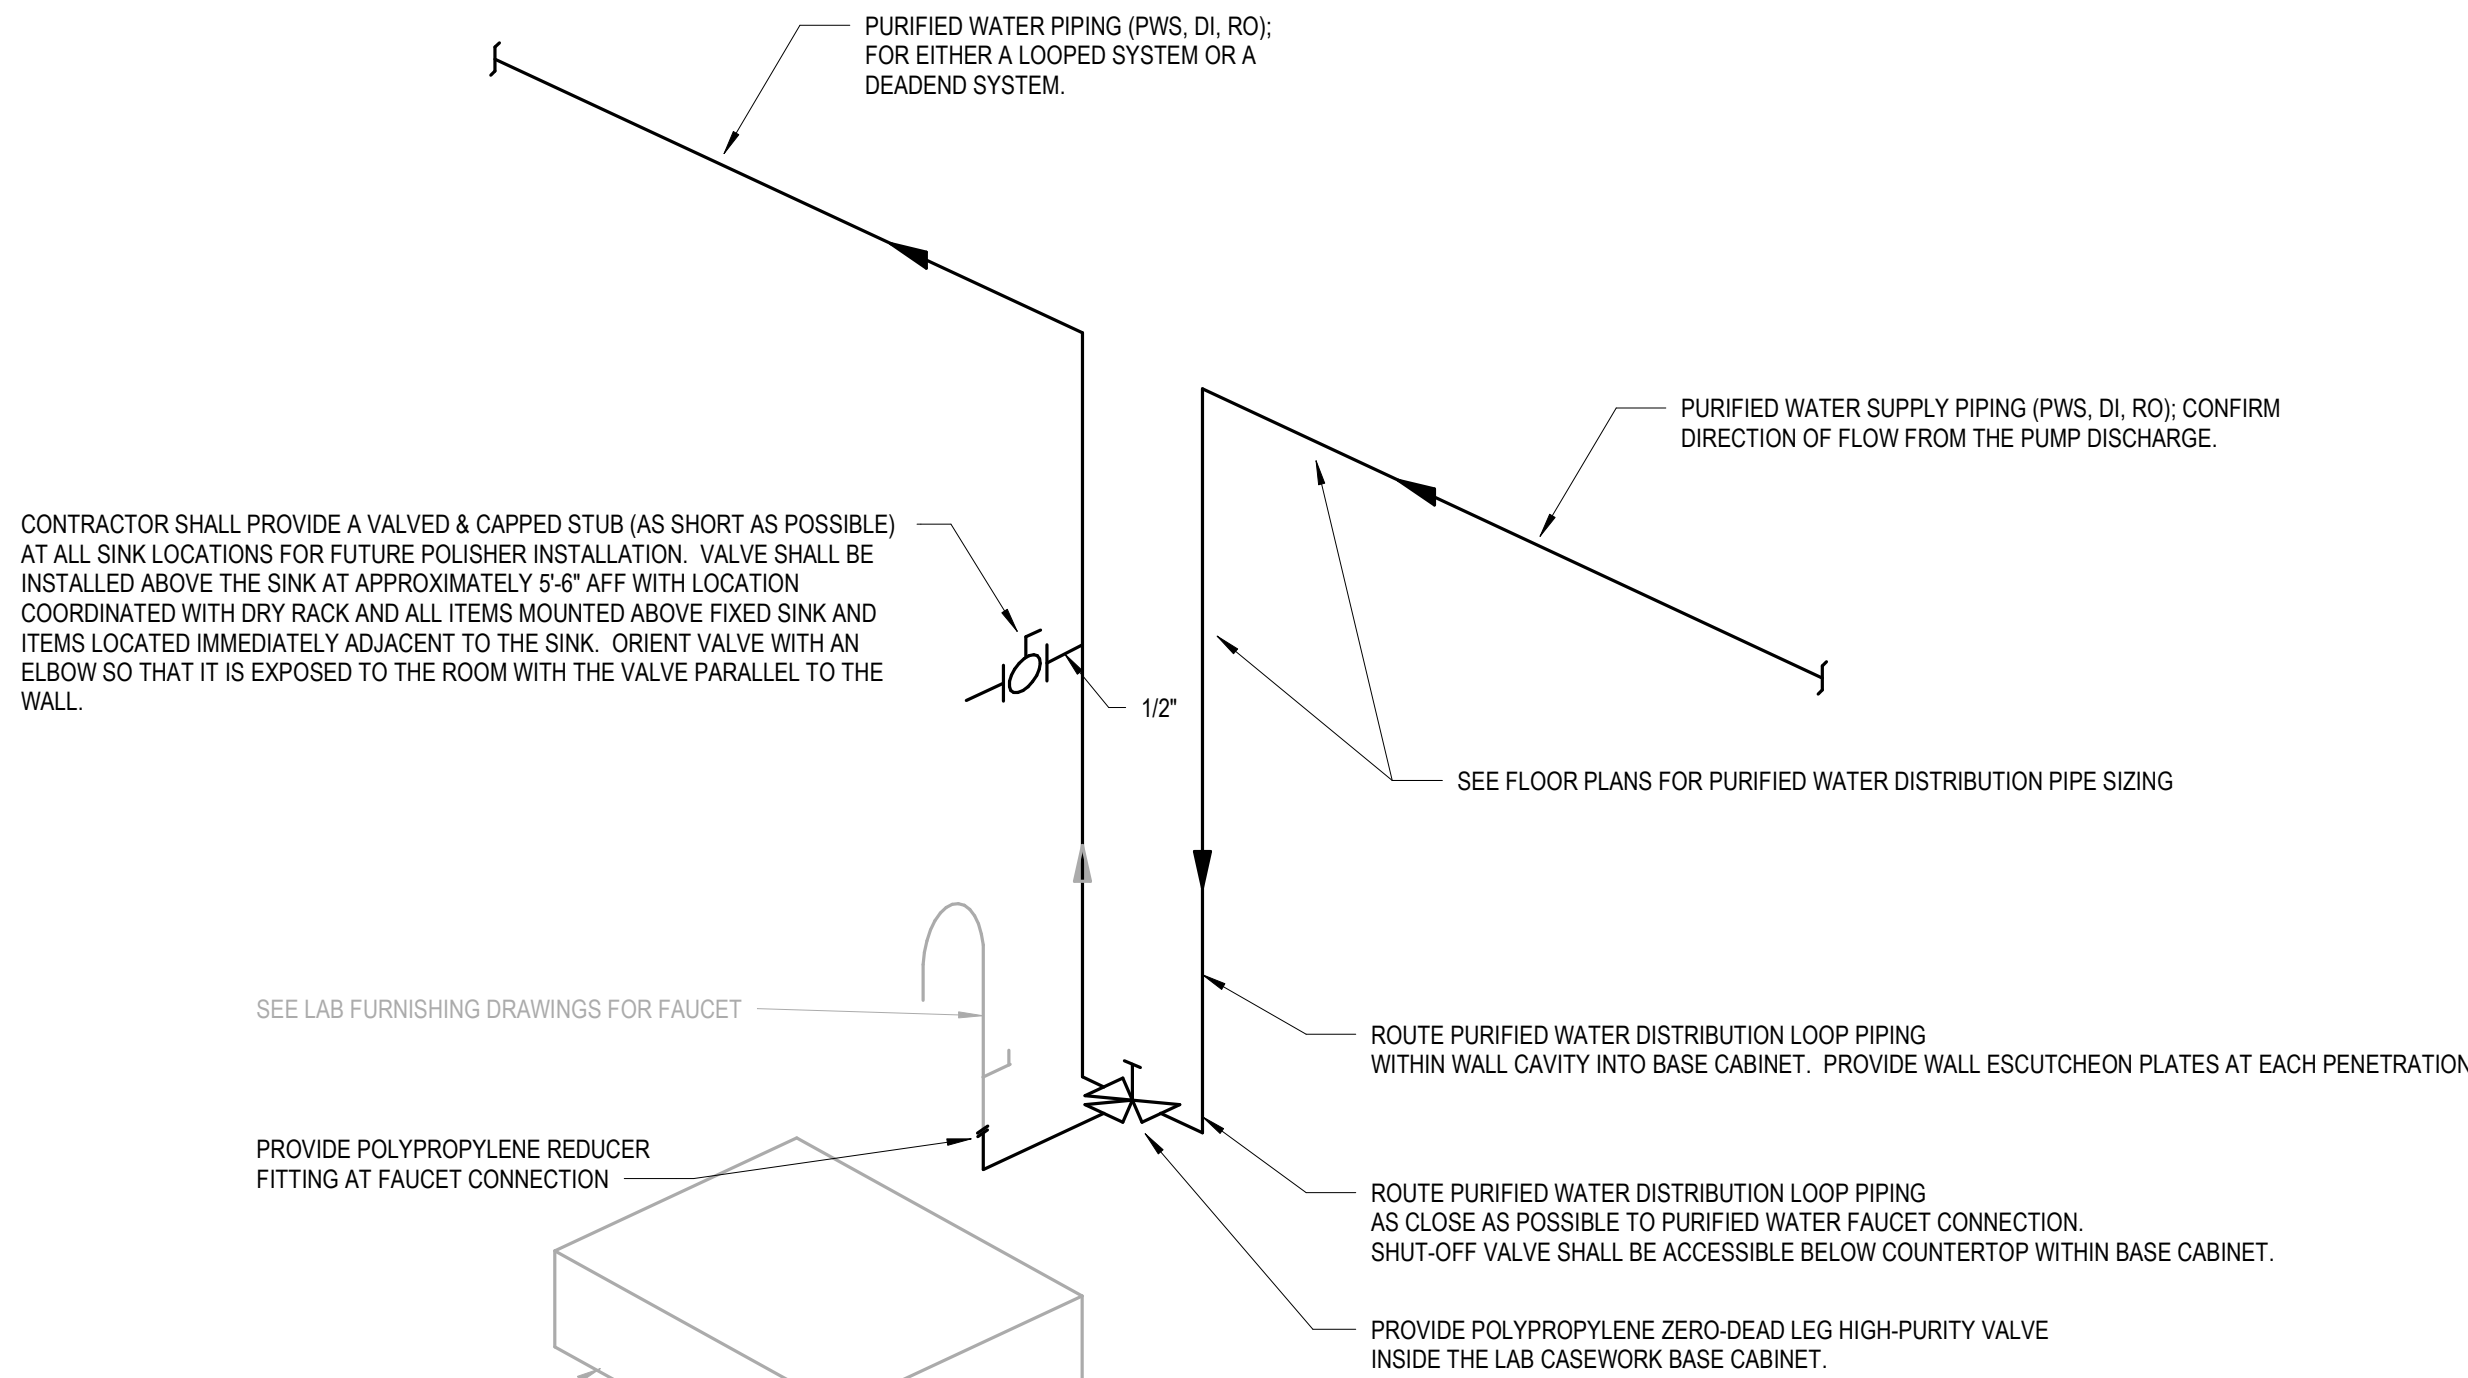 PURIFIED WATER PIPING (PWS, DI, RO);
FOR EITHER A LOOPED SYSTEM OR A
DEADEND SYSTEM.
PURIFIED WATER SUPPLY PIPING (PWS, DI, RO); CONFIRM
DIRECTION OF FLOW FROM THE PUMP DISCHARGE.
CONTRACTOR SHALL PROVIDE A VALVED & CAPPED STUB (AS SHORT AS POSSIBLE)
AT ALL SINK LOCATIONS FOR FUTURE POLISHER INSTALLATION.  VALVE SHALL BE
INSTALLED ABOVE THE SINK AT APPROXIMATELY 5'-6" AFF WITH LOCATION
COORDINATED WITH DRY RACK AND ALL ITEMS MOUNTED ABOVE FIXED SINK AND
ITEMS LOCATED IMMEDIATELY ADJACENT TO THE SINK.  ORIENT VALVE WITH AN
ELBOW SO THAT IT IS EXPOSED TO THE ROOM WITH THE VALVE PARALLEL TO THE
WALL.
1/2"
SEE FLOOR PLANS FOR PURIFIED WATER DISTRIBUTION PIPE SIZING
SEE LAB FURNISHING DRAWINGS FOR FAUCET
ROUTE PURIFIED WATER DISTRIBUTION LOOP PIPING
WITHIN WALL CAVITY INTO BASE CABINET.  PROVIDE WALL ESCUTCHEON PLATES AT EACH PENETRATION
PROVIDE POLYPROPYLENE REDUCER
FITTING AT FAUCET CONNECTION
ROUTE PURIFIED WATER DISTRIBUTION LOOP PIPING
AS CLOSE AS POSSIBLE TO PURIFIED WATER FAUCET CONNECTION.
SHUT-OFF VALVE SHALL BE ACCESSIBLE BELOW COUNTERTOP WITHIN BASE CABINET.
PROVIDE POLYPROPYLENE ZERO-DEAD LEG HIGH-PURITY VALVE
INSIDE THE LAB CASEWORK BASE CABINET.